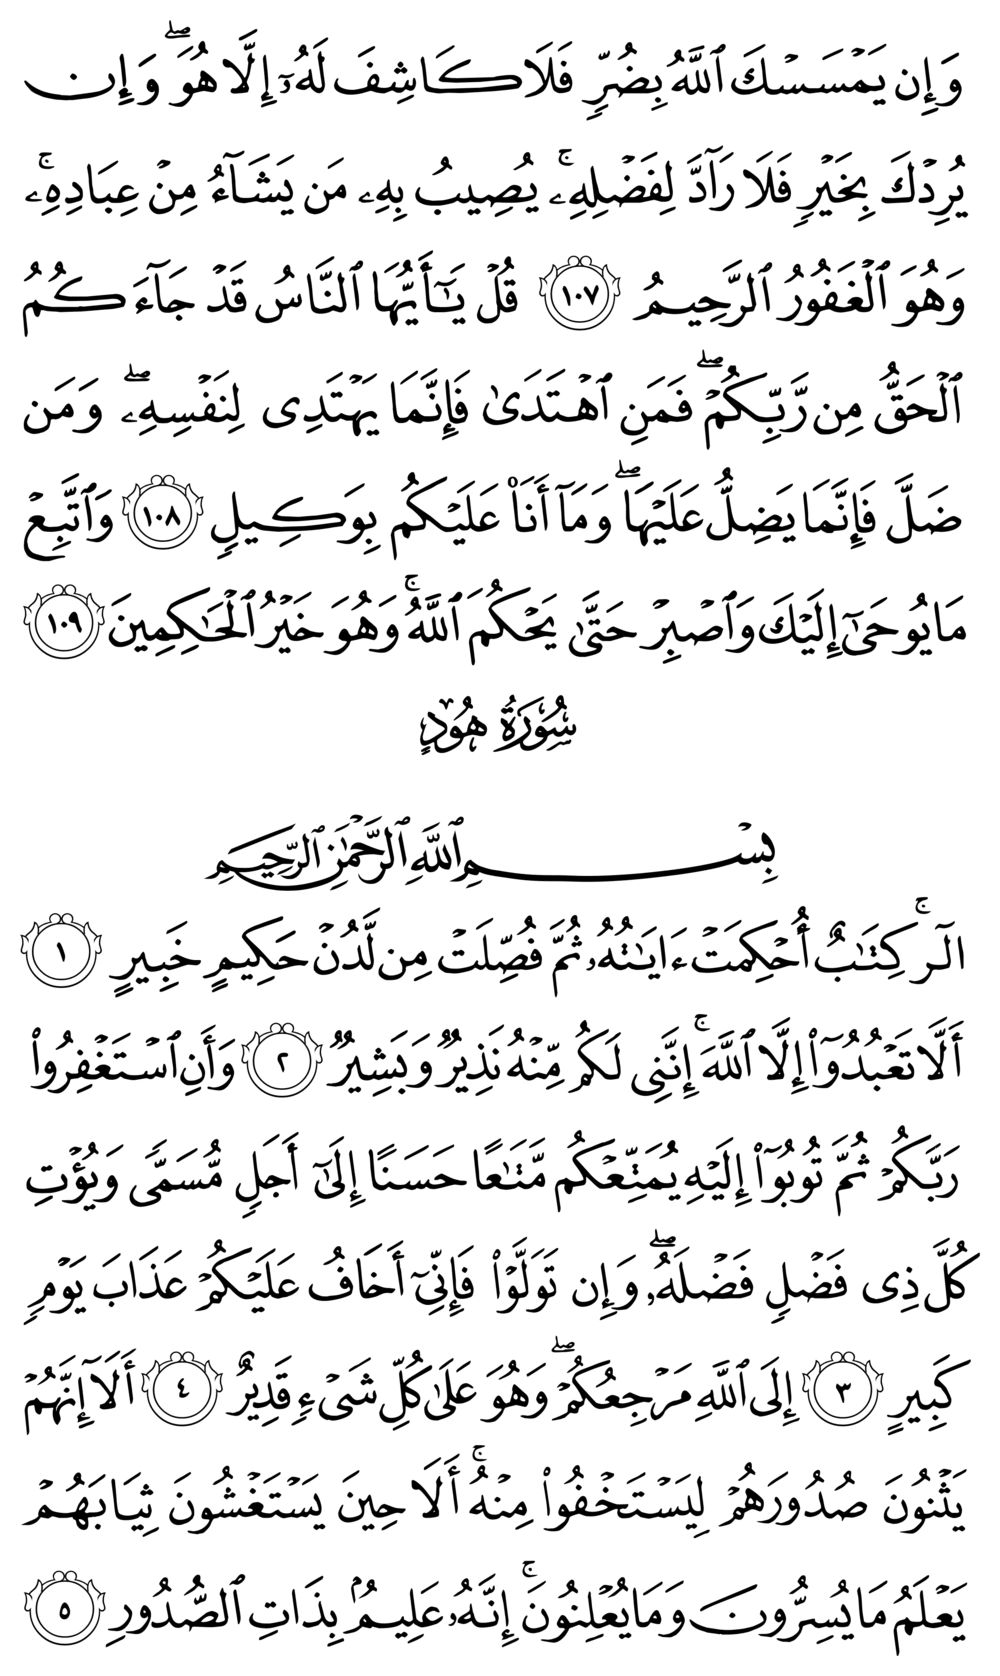 وَإِن يَمۡسَسۡكَ ٱللَّهُ بِضُرّٖ فَلَا كَاشِفَ لَهُۥٓ إِلَّا هُوَۖ وَإِن
يُرِدۡكَ بِخَيۡرٖ فَلَا رَآدَّ لِفَضۡلِهِۦۚ يُصِيبُ بِهِۦ مَن يَشَآءُ مِنۡ عِبَادِهِۦۚ
وَهُوَ ٱلۡغَفُورُ ٱلرَّحِيمُ ١٠٧ قُلۡ يَٰٓأَيُّهَا ٱلنَّاسُ قَدۡ جَآءَكُمُ
ٱلۡحَقُّ مِن رَّبِّكُمۡۖ فَمَنِ ٱهۡتَدَىٰ فَإِنَّمَا يَهۡتَدِي لِنَفۡسِهِۦۖ وَمَن
ضَلَّ فَإِنَّمَا يَضِلُّ عَلَيۡهَاۖ وَمَآ أَنَا۠ عَلَيۡكُم بِوَكِيلٖ ١٠٨ وَٱتَّبِعۡ
مَا يُوحَىٰٓ إِلَيۡكَ وَٱصۡبِرۡ حَتَّىٰ يَحۡكُمَ ٱللَّهُۚ وَهُوَ خَيۡرُ ٱلۡحَٰكِمِينَ ١٠٩
سُورَةُ هُودٍ
بِسۡمِ ٱللَّهِ ٱلرَّحۡمَٰنِ ٱلرَّحِيمِ
الٓرۚ كِتَٰبٌ أُحۡكِمَتۡ ءَايَٰتُهُۥ ثُمَّ فُصِّلَتۡ مِن لَّدُنۡ حَكِيمٍ خَبِيرٍ ١
أَلَّا تَعۡبُدُوٓاْ إِلَّا ٱللَّهَۚ إِنَّنِي لَكُم مِّنۡهُ نَذِيرٞ وَبَشِيرٞ ٢ وَأَنِ ٱسۡتَغۡفِرُواْ
رَبَّكُمۡ ثُمَّ تُوبُوٓاْ إِلَيۡهِ يُمَتِّعۡكُم مَّتَٰعًا حَسَنًا إِلَىٰٓ أَجَلٖ مُّسَمّٗى وَيُؤۡتِ
كُلَّ ذِي فَضۡلٖ فَضۡلَهُۥۖ وَإِن تَوَلَّوۡاْ فَإِنِّيٓ أَخَافُ عَلَيۡكُمۡ عَذَابَ يَوۡمٖ
كَبِيرٍ ٣ إِلَى ٱللَّهِ مَرۡجِعُكُمۡۖ وَهُوَ عَلَىٰ كُلِّ شَيۡءٖ قَدِيرٌ ٤ أَلَآ إِنَّهُمۡ
يَثۡنُونَ صُدُورَهُمۡ لِيَسۡتَخۡفُواْ مِنۡهُۚ أَلَا حِينَ يَسۡتَغۡشُونَ ثِيَابَهُمۡ
يَعۡلَمُ مَا يُسِرُّونَ وَمَا يُعۡلِنُونَۚ إِنَّهُۥ عَلِيمُۢ بِذَاتِ ٱلصُّدُورِ ٥